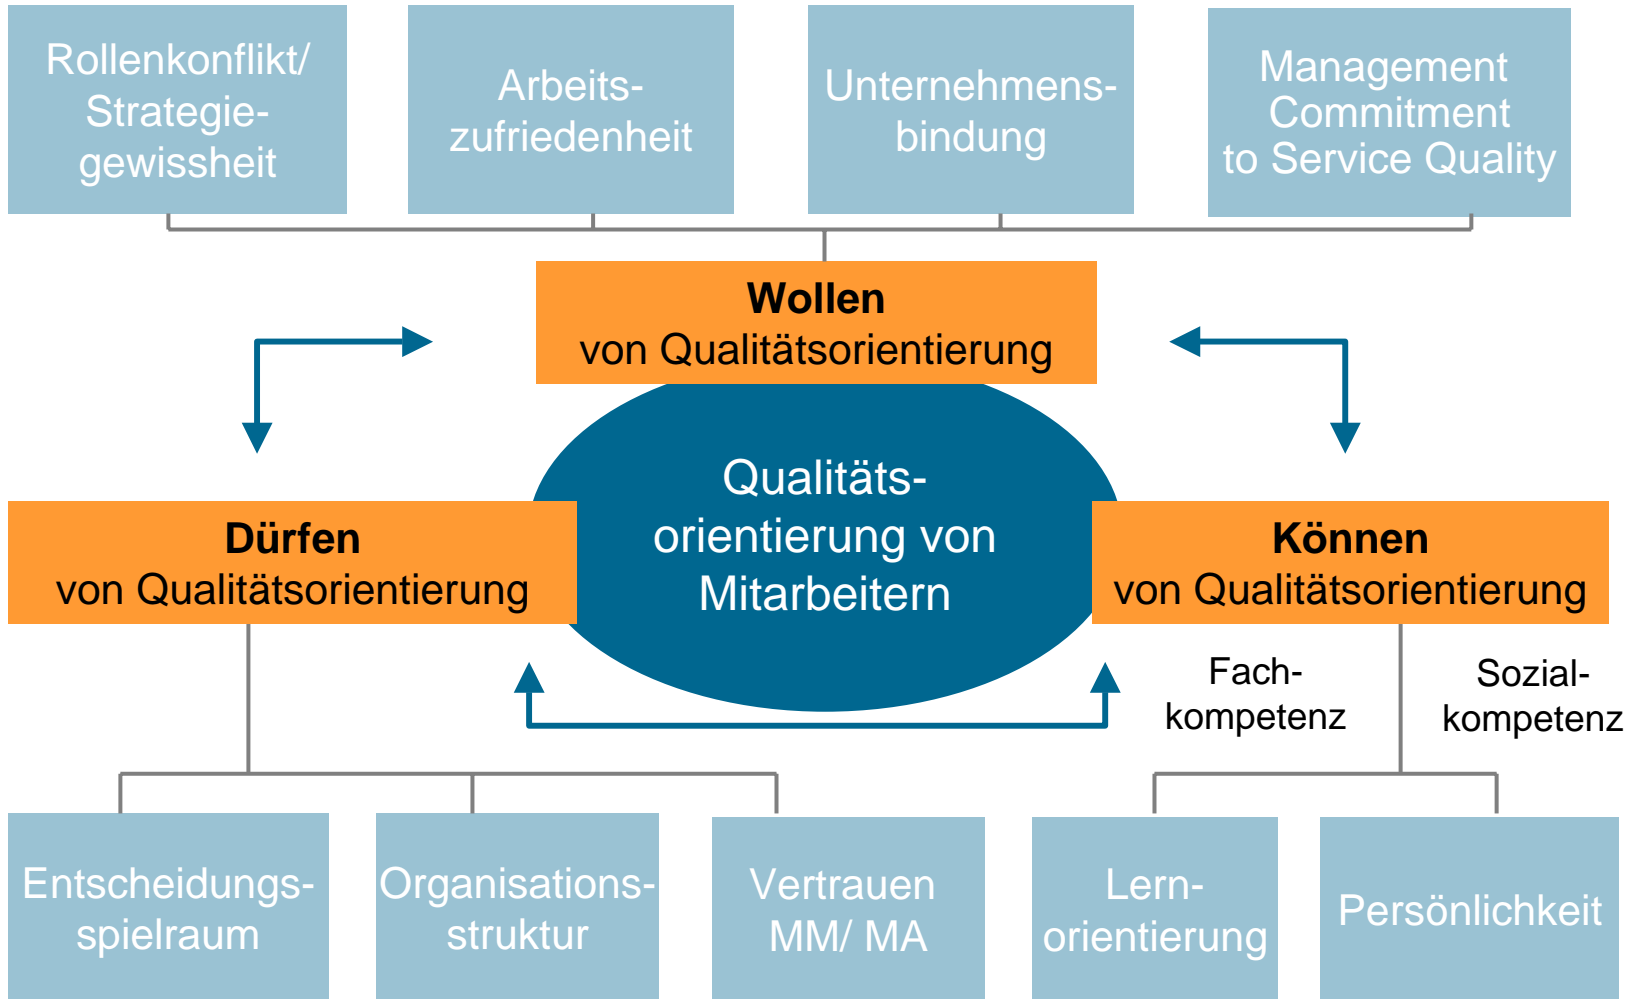 Rollenkonflikt/
Strategie-
gewissheit
Arbeits-
zufriedenheit
Unternehmens-
bindung
Management
Commitment
to Service Quality
Wollen
von Qualitätsorientierung
Qualitäts-
orientierung von
Mitarbeitern
Dürfen
von Qualitätsorientierung
Können
von Qualitätsorientierung
Fach-
kompetenz
Sozial-
kompetenz
Entscheidungs-
spielraum
Organisations-
struktur
Vertrauen
MM/ MA
Lern-
orientierung
Persönlichkeit